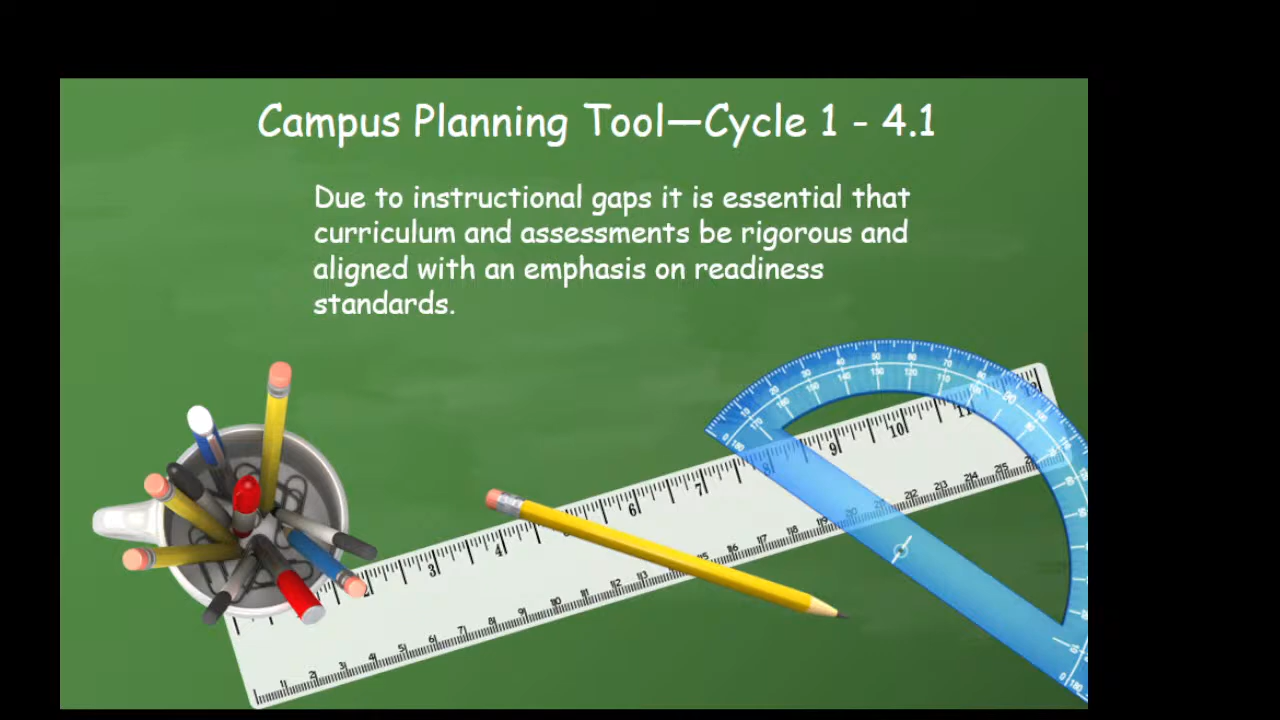 Campus Planning Tool—Cycle 1 - 4.1
Due to instructional gaps it is essential that
curriculum and assessments be rigorous and
aligned with an emphasis on readiness
standards.